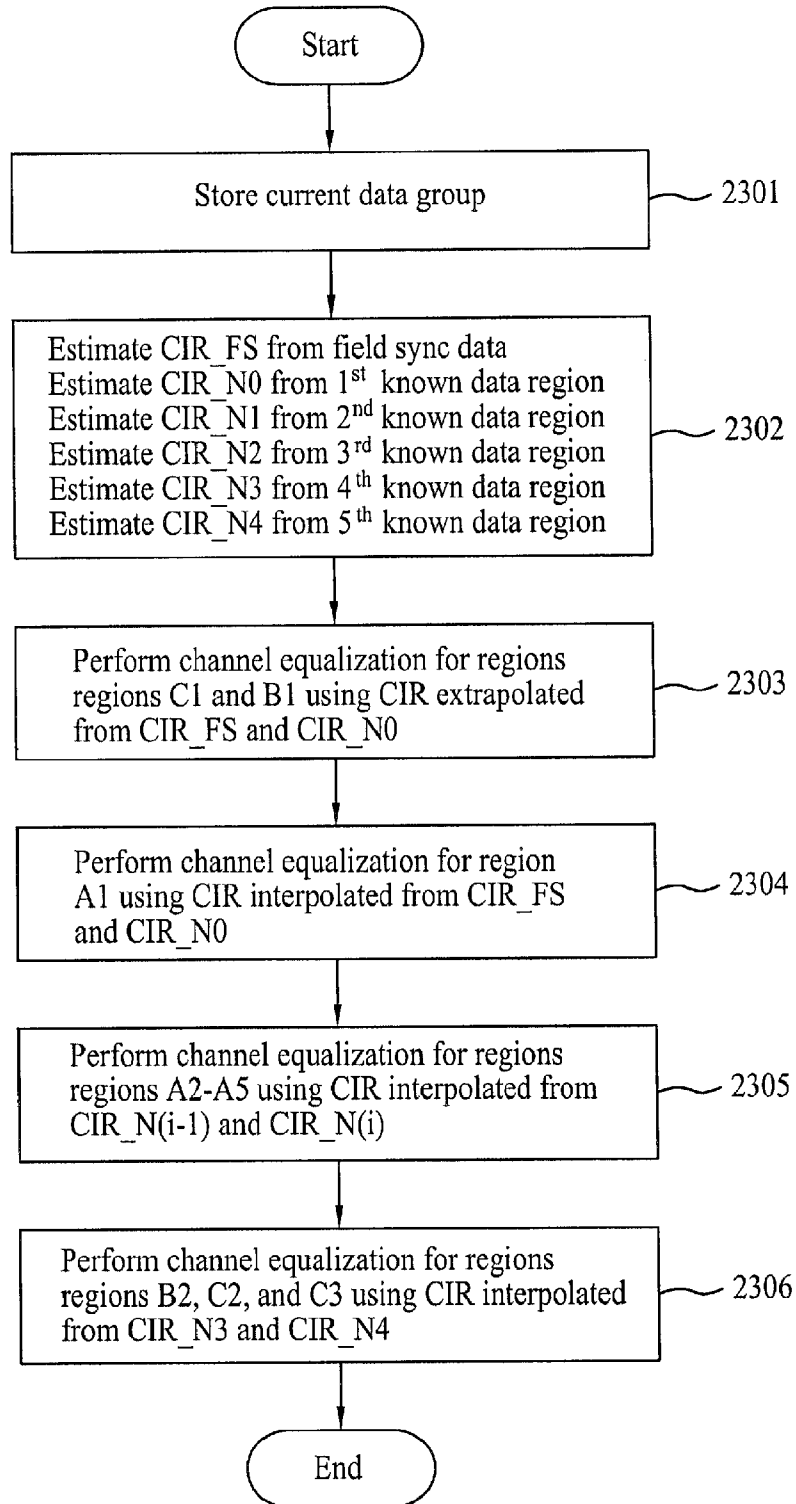 Start
Store current data group
2301
Estimate CIR_FS from field sync data
Estimate CIR_N0 from 1st known data region
Estimate CIR_N1 from 2nd known data region
Estimate CIR_N2 from 3rd known data region
Estimate CIR_N3 from 4th known data region
Estimate CIR_N4 from 5th known data region
2302
Perform channel equalization for regions
regions C1 and B1 using CIR extrapolated
from CIR_FS and CIR_N0
2303
Perform channel equalization for region
A1 using CIR interpolated from CIR_FS
and CIR_N0
2304
Perform channel equalization for regions
regions A2-A5 using CIR interpolated from
CIR_N(i-1) and CIR_N(i)
2305
Perform channel equalization for regions
regions B2, C2, and C3 using CIR interpolated
from CIR_N3 and CIR_N4
2306
End